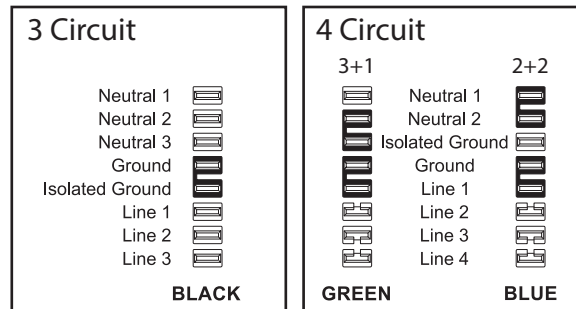 3 Circuit
Neutral 1
Neutral 2
Neutral 3
Ground
Isolated Ground
Line 1
Line 2
Line 3
BLACK
4 Circuit
3+1 2+2
Neutral 1
Neutral 2
Isolated Ground
Ground
Line 1
Line 2
Line 3
Line 4
GREEN BLUE